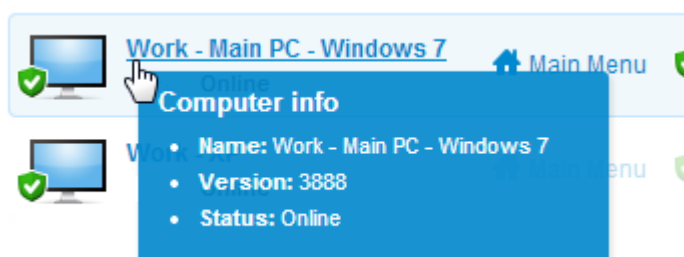 Work - Main PC - Windows 7
Main Menu
Online
Computer info
Name: Work - Main PC - Windows 7
Version: 3888
Status: Online
Work - XP
Main Menu
Online